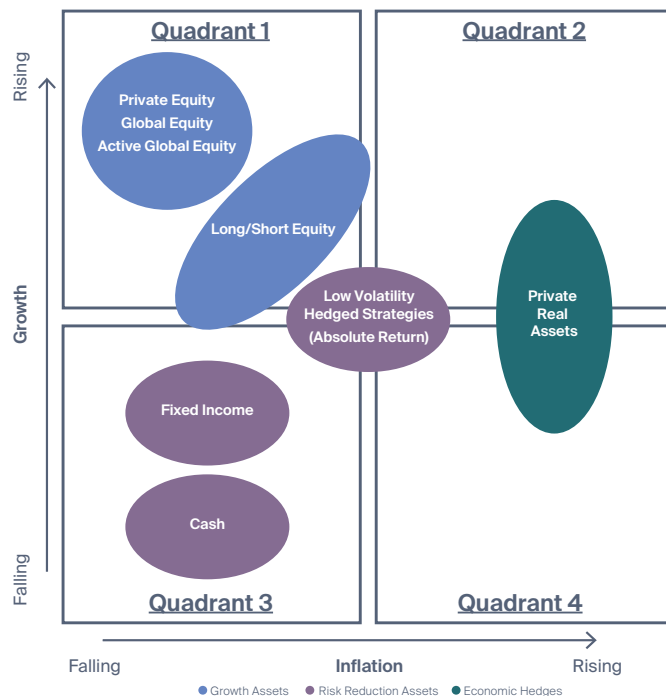 Quadrant 1
Quadrant 2
Rising
Private Equity
Global Equity
Active Global Equity
Long/Short Equity
Growth
Low Volatility
Hedged Strategies
(Absolute Return)
Private
Real
Assets
Fixed Income
Cash
Falling
Quadrant 3
Quadrant 4
Falling
Inflation
Rising
Growth Assets
Risk Reduction Assets
Economic Hedges